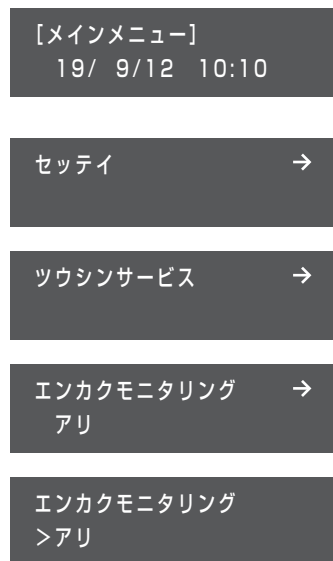 [メインメニュー]
19/ 9/12 10:10
セッテイ →
ツウシンサービス →
エンカクモニタリング →
アリ
エンカクモニタリング
>アリ